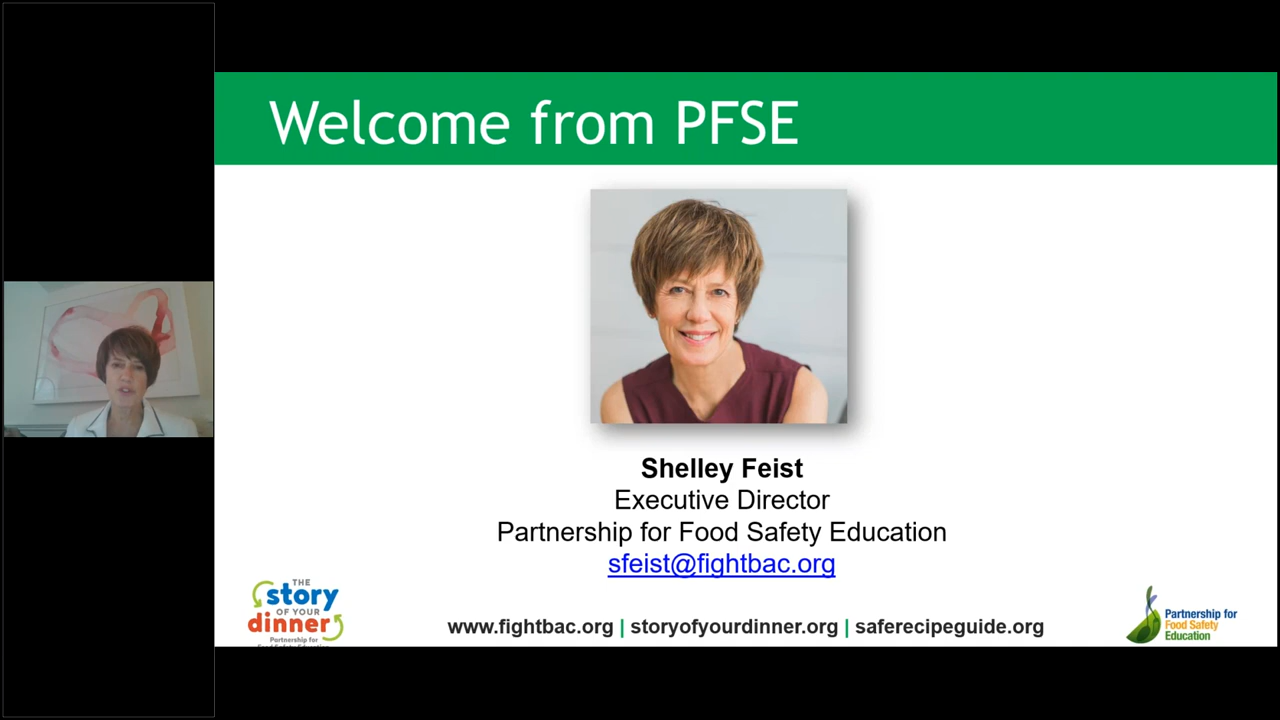 Welcome from PFSE
Shelley Feist
Executive Director
Partnership for Food Safety Education
sfeist@fightbac.org
THE
story
OF YOUR
dinner
Partnership for
www.fightbac.org | storyofyourdinner.org | saferecipeguide.org
Partnership for
Food Safety
Education